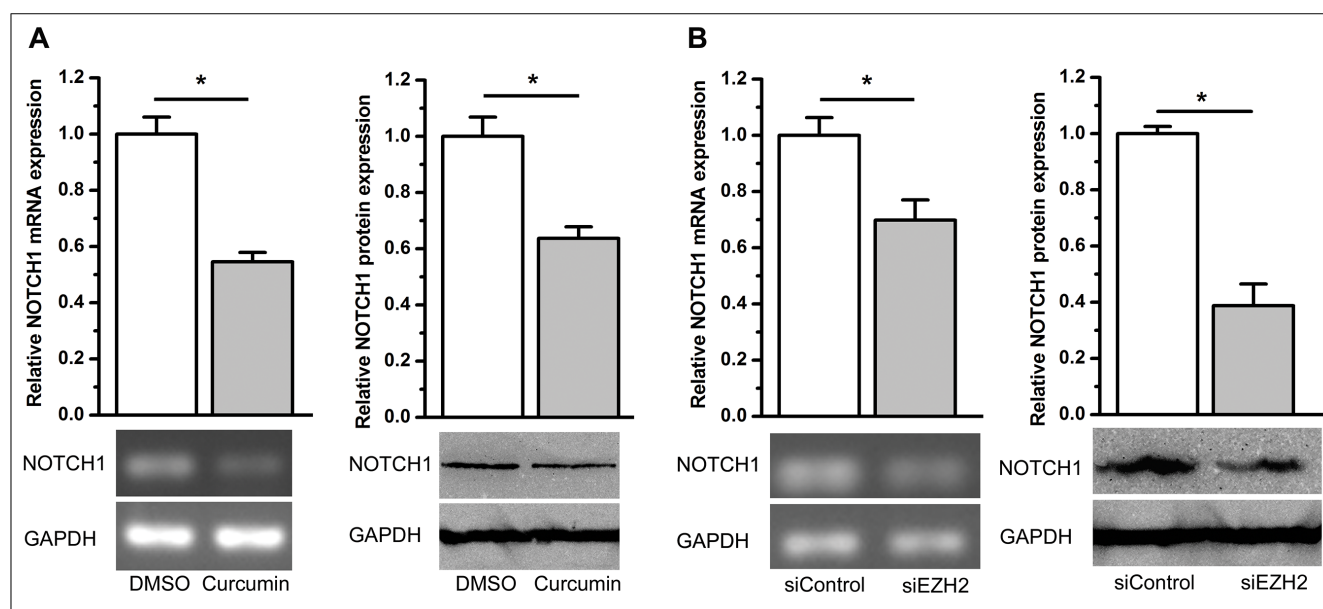 A
B
Relative NOTCH1 mRNA expression
1.2
1.0
0.8
0.6
0.4
0.2
0.0
*
NOTCH1
GAPDH
DMSO Curcumin
Relative NOTCH1 protein expression
1.2
1.0
0.8
0.6
0.4
0.2
0.0
*
NOTCH1
GAPDH
DMSO Curcumin
Relative NOTCH1 mRNA expression
1.2
1.0
0.8
0.6
0.4
0.2
0.0
*
NOTCH1
GAPDH
siControl siEZH2
Relative NOTCH1 protein expression
1.2
1.0
0.8
0.6
0.4
0.2
0.0
*
NOTCH1
GAPDH
siControl siEZH2